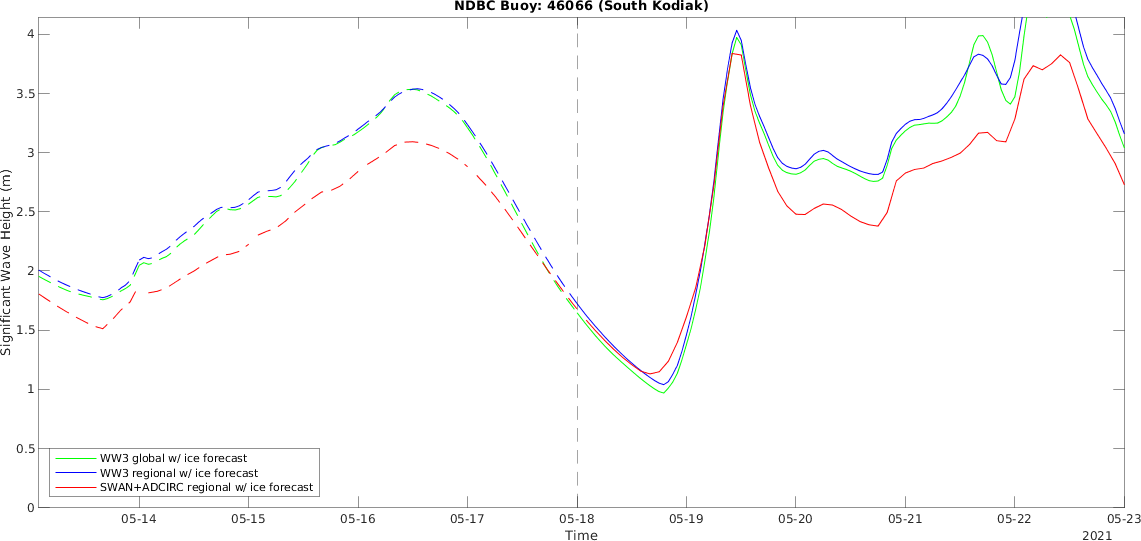 NDBC Buoy: 46066 (South Kodiak)
4
3.5
3
2.5
2
1.5
1
0.5
0
Significant Wave Height (m)
WW3 global w/ ice forecast
WW3 regional w/ ice forecast
SWAN+ADCIRC regional w/ ice forecast
05-14 05-15 05-16 05-17 05-18 05-19 05-20 05-21 05-22 05-23
Time
2021